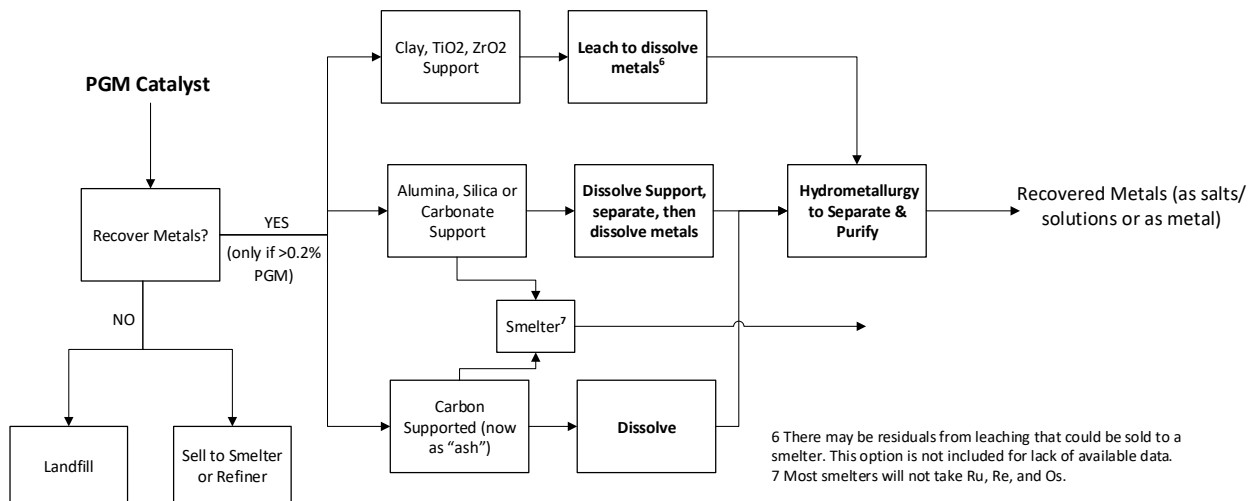 PGM Catalyst
Recover Metals?
YES
(only if >0.2%
PGM)
NO
Landfill
Sell to Smelter
or Refiner
Clay, TiO2, ZrO2
Support
Leach to dissolve
metals⁶
Alumina, Silica or
Carbonate
Support
Dissolve Support,
separate, then
dissolve metals
Smelter⁷
Carbon
Supported (now
as “ash”)
Dissolve
Hydrometallurgy
to Separate &
Purify
Recovered Metals (as salts/
solutions or as metal)
6 There may be residuals from leaching that could be sold to a
smelter. This option is not included for lack of available data.
7 Most smelters will not take Ru, Re, and Os.